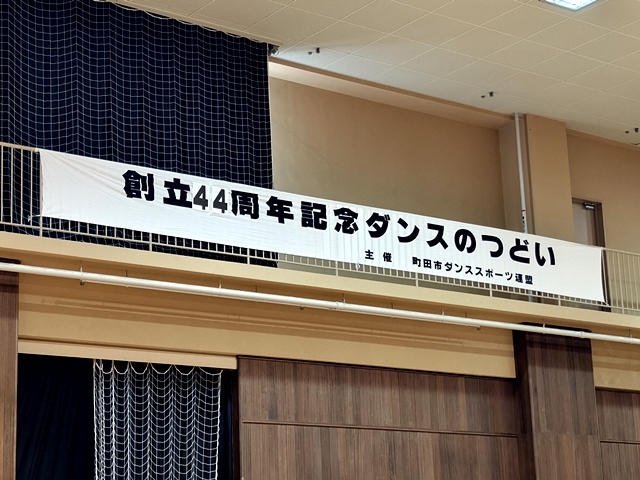 創立44周年記念ダンスのつどい
主催 町田市ダンススポーツ連盟